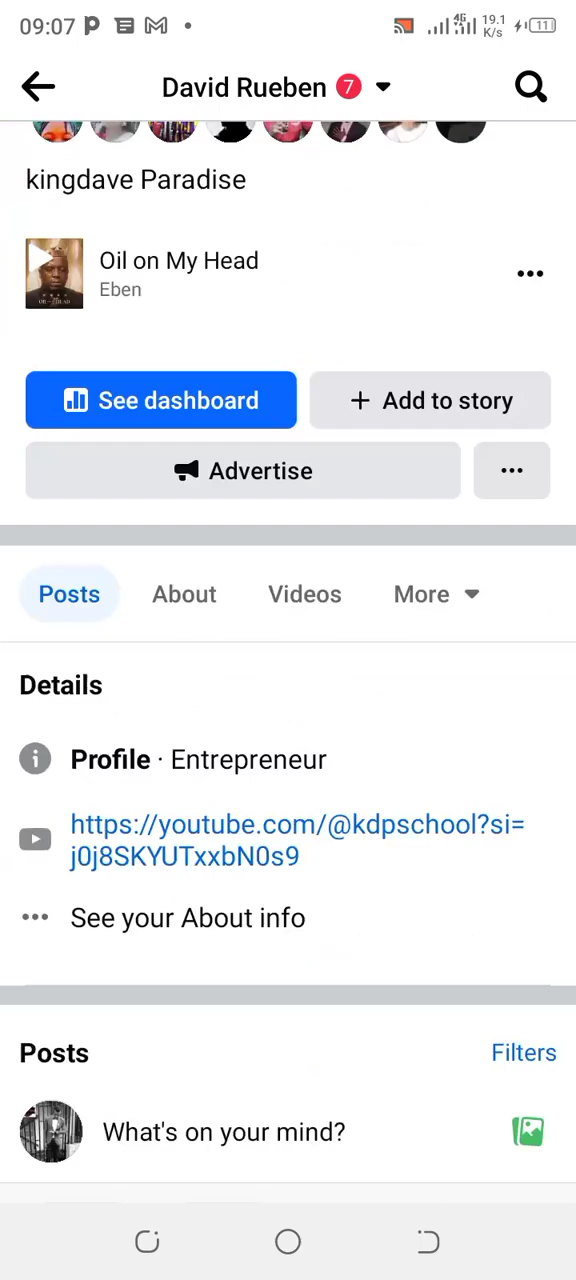 09:07
4G
19.1
K/s
11
David Rueben 7
kingdave Paradise
Oil on My Head
Eben
See dashboard
+ Add to story
Advertise
Posts About Videos More
Details
Profile · Entrepreneur
https://youtube.com/@kdpschool?si=
j0j8SKYUTxxbN0s9
See your About info
Posts Filters
What's on your mind?